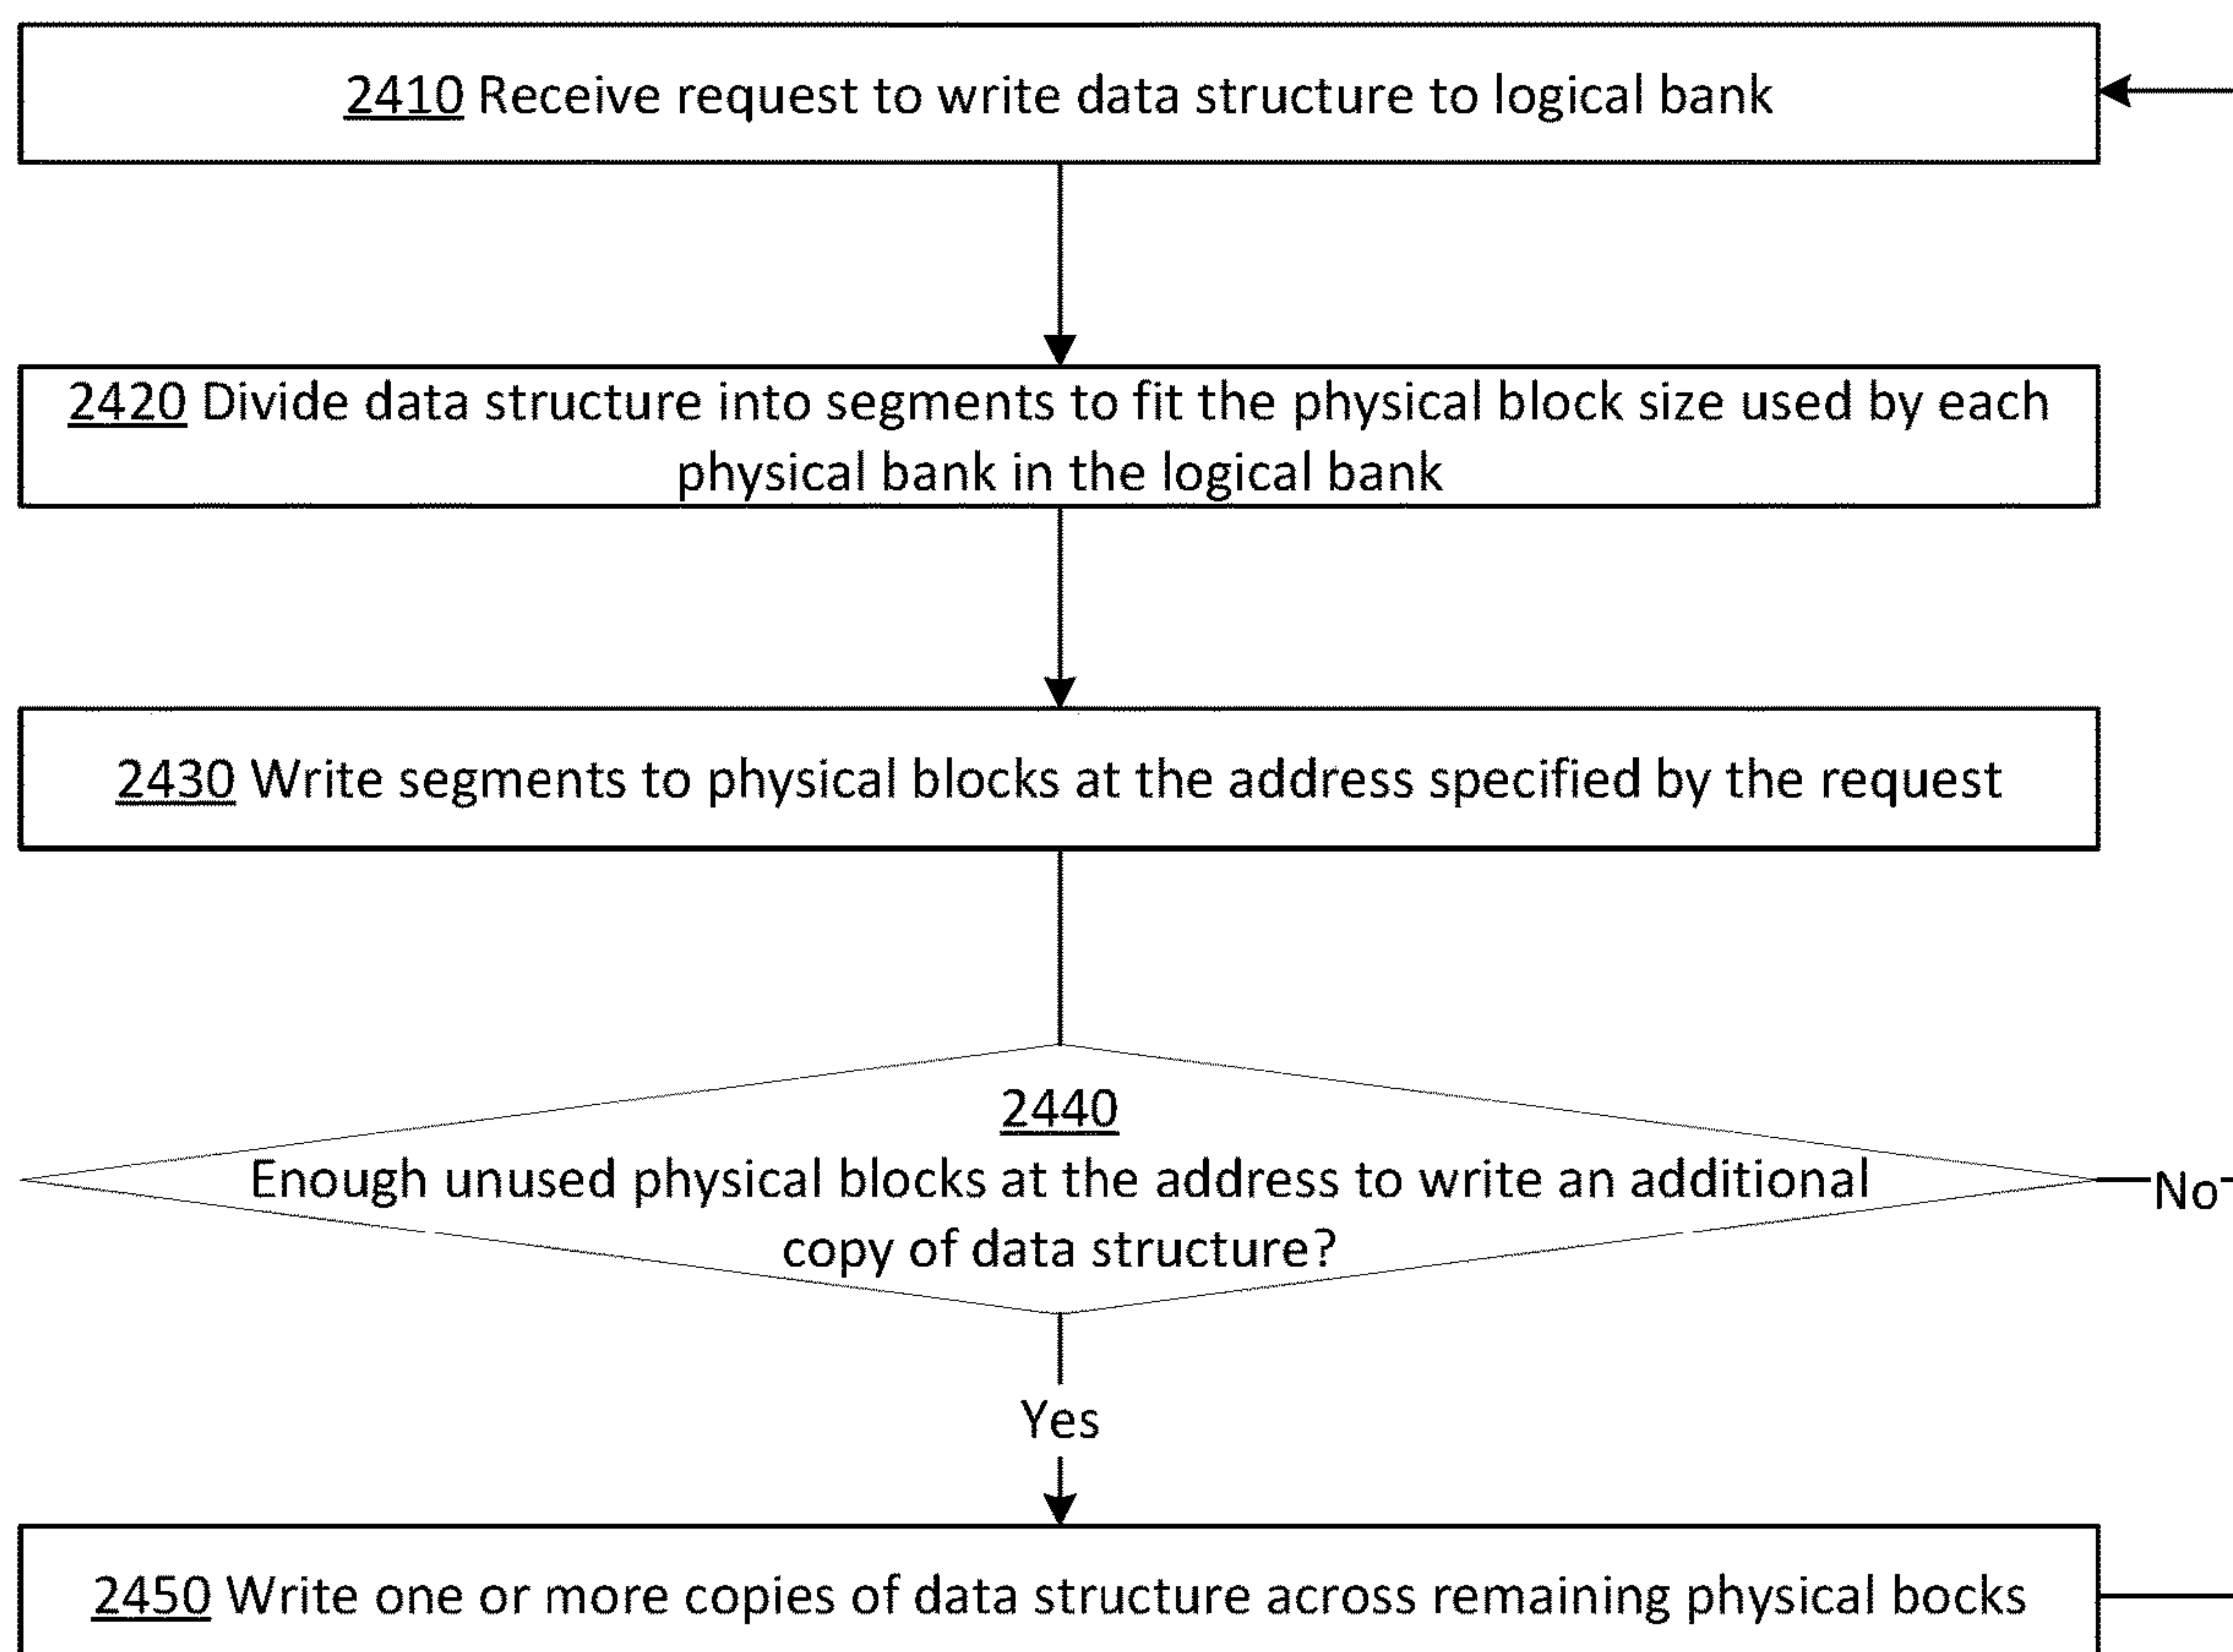 2410 Receive request to write data structure to logical bank
2420 Divide data structure into segments to fit the physical block size used by each
physical bank in the logical bank
2430 Write segments to physical blocks at the address specified by the request
2440
Enough unused physical blocks at the address to write an additional
copy of data structure?
No
Yes
2450 Write one or more copies of data structure across remaining physical bocks